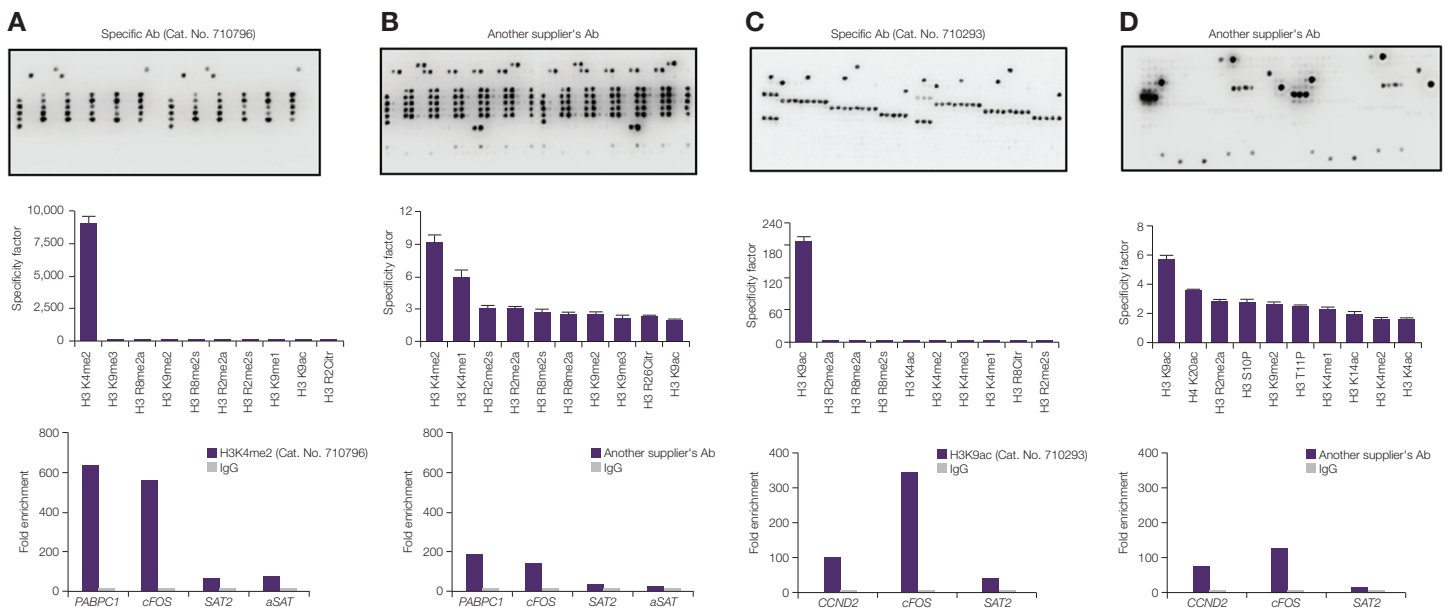 A
Specific Ab (Cat. No. 710796)
B
Another supplier's Ab
C
Specific Ab (Cat. No. 710293)
D
Another supplier's Ab
Specificity factor
10,000
7,500
5,000
2,500
0
H3 K4me2
H3 K9me3
H3 R8me2a
H3 K9me2
H3 R8me2s
H3 R2me2a
H3 R2me2s
H3 K9me1
H3 K9ac
H3 R2Citr
Specificity factor
12
9
6
3
0
H3 K4me2
H3 K4me1
H3 R2me2s
H3 R2me2a
H3 R8me2s
H3 R8me2a
H3 K9me2
H3 K9me3
H3 R26Citr
H3 K9ac
Specificity factor
240
180
120
60
0
H3 K9ac
H3 R2me2a
H3 R8me2a
H3 R8me2s
H3 K4ac
H3 K4me2
H3 K4me3
H3 K4me1
H3 R8Citr
H3 R2me2s
Specificity factor
8
6
4
2
0
H3 K9ac
H4 K20ac
H3 R2me2a
H3 S10P
H3 K9me2
H3 T11P
H3 K4me1
H3 K14ac
H3 K4me2
H3 K4ac
Fold enrichment
800
600
400
200
0
H3K4me2 (Cat. No. 710796)
IgG
PABPC1
cFOS
SAT2
aSAT
Fold enrichment
800
600
400
200
0
Another supplier's Ab
IgG
PABPC1
cFOS
SAT2
aSAT
Fold enrichment
400
300
200
100
0
H3K9ac (Cat. No. 710293)
IgG
CCND2
cFOS
SAT2
Fold enrichment
400
300
200
100
0
Another supplier's Ab
IgG
CCND2
cFOS
SAT2